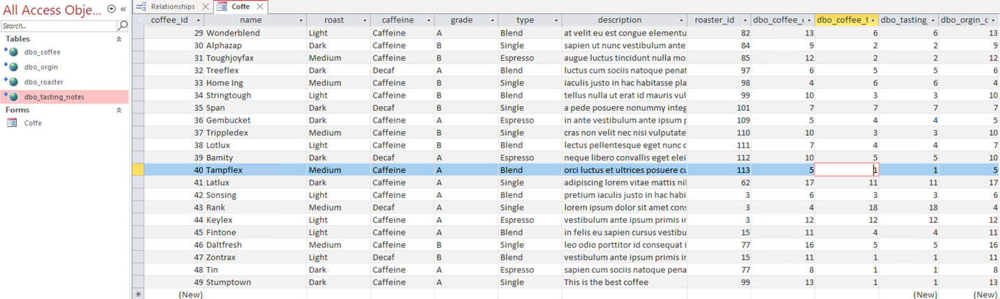 All Access Obje...
Search...
Tables
dbo_coffee
dbo_orgin
dbo_roaster
dbo_tasting_notes
Forms
Coffe
Relationships Coffe
coffee_id name roast caffeine grade type description roaster_id dbo_coffee_ dbo_coffee_ dbo_tasting_ dbo_orgin_
29 Wonderblend Light Caffeine A Blend at velit eu est congue elementu 82 13 6 6 13
30 Alphazap Dark Caffeine B Single sapien ut nunc vestibulum ante 84 9 2 2 9
31 Toughjoyfax Medium Caffeine B Espresso augue luctus tincidunt nulla mo 85 12 2 2 12
32 Treeflex Dark Decaf A Blend luctus cum sociis natoque penat 97 6 5 5 6
33 Home Ing Medium Caffeine B Single iaculis justo in hac habitasse pla 98 4 6 6 4
34 Stringtough Light Caffeine B Blend tellus nulla ut erat id mauris vul 99 10 3 3 10
35 Span Dark Decaf B Single a pede posuere nonummy integ 101 7 7 7 7
36 Gembucket Dark Caffeine A Espresso in ante vestibulum ante ipsum p 109 5 4 4 5
37 Trippledex Medium Caffeine B Single cras non velit nec nisi vulputate 110 10 3 3 10
38 Lotlux Light Caffeine B Blend lectus pellentesque eget nunc d 111 7 4 4 7
39 Bamity Dark Decaf A Espresso neque libero convallis eget elei 112 10 5 5 10
40 Tampflex Medium Caffeine A Blend orci luctus et ultrices posuere cu 113 5 1 1 5
41 Latlux Dark Caffeine A Single adipiscing lorem vitae mattis nil 62 17 11 11 17
42 Sonsing Light Caffeine A Blend pretium iaculis justo in hac habi 3 6 3 3 6
43 Rank Medium Decaf A Single lorem ipsum dolor sit amet cons 3 4 18 18 4
44 Keylex Light Caffeine A Espresso vestibulum ante ipsum primis in 3 12 12 12 12
45 Fintone Light Caffeine A Blend in felis eu sapien cursus vestibu 15 11 4 4 11
46 Daltfresh Medium Caffeine B Single leo odio porttitor id consequat i 77 16 5 5 16
47 Zontrax Light Decaf B Blend vestibulum ante ipsum primis in 15 11 1 1 11
48 Tin Dark Caffeine A Espresso sapien cum sociis natoque pena 77 8 1 1 8
49 Stumptown Dark Caffeine A Single This is the best coffee 99 13 1 1 13
(New) (New) (New)